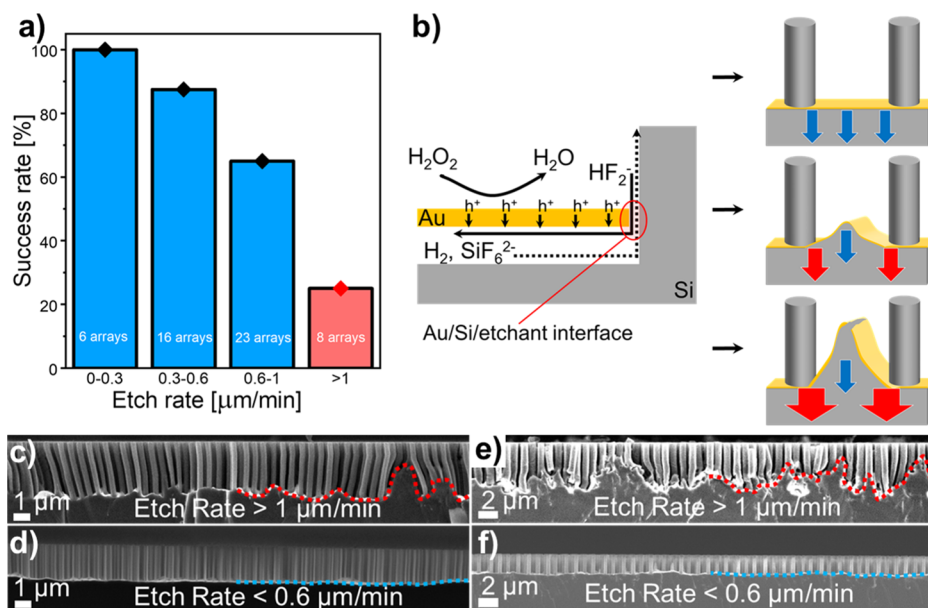 a)
Success rate [%]
100
80
60
40
20
0
6 arrays
16 arrays
23 arrays
8 arrays
0-0.3
0.3-0.6
0.6-1
>1
Etch rate [μm/min]
b)
H₂O₂
H₂O
HF₂⁻
Au
h⁺ h⁺ h⁺ h⁺ h⁺
H₂, SiF₆²⁻
Si
Au/Si/etchant interface
c)
1 μm
Etch Rate > 1 μm/min
e)
2 μm
Etch Rate > 1 μm/min
d)
1 μm
Etch Rate < 0.6 μm/min
f)
2 μm
Etch Rate < 0.6 μm/min